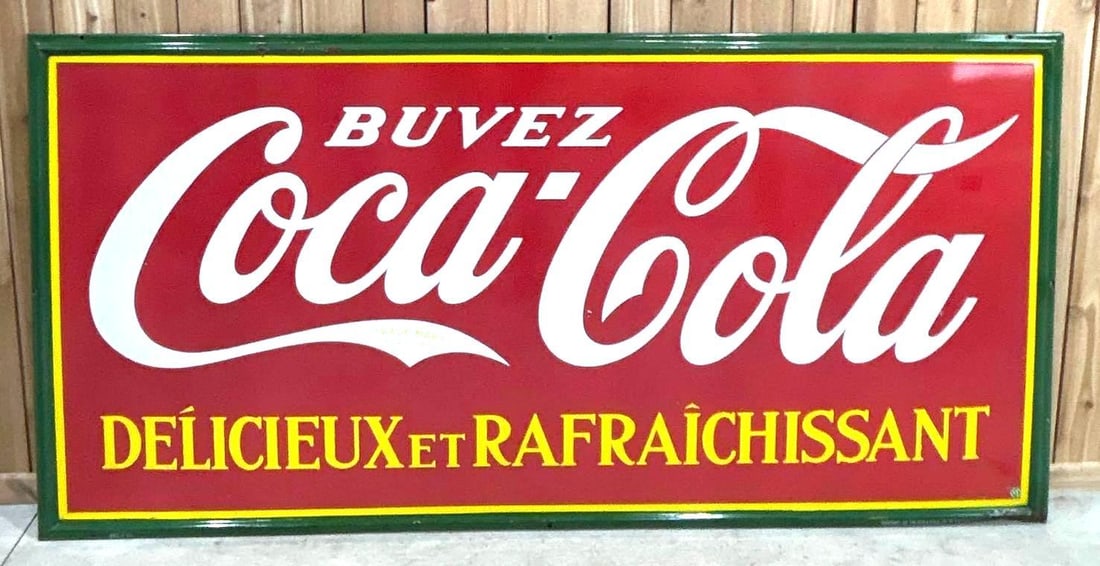 BUVEZ
Coca-Cola
DÉLICIEUX ET RAFRAÎCHISSANT